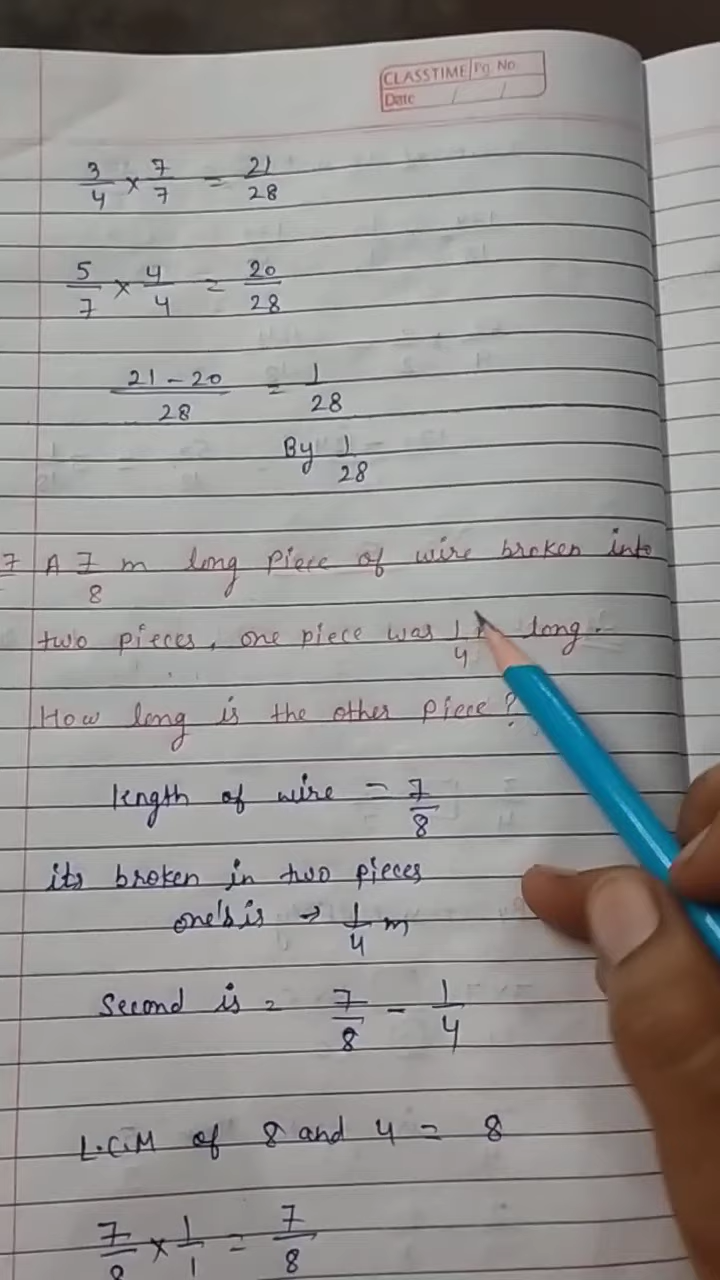 CLASSTIME Pg. No.
Date / /
3/4 × 7/7 = 21/28
5/7 × 4/4 = 20/28
21 - 20/28 = 1/28
By 1/28
7 A 7/8 m long piece of wire broken into
two pieces, one piece was 1/4 long.
How long is the other piece?
length of wire = 7/8
its broken in two pieces
one's is → 1/4 m
Second is = 7/8 - 1/4
L.C.M of 8 and 4 = 8
7/8 × 1/1 = 7/8